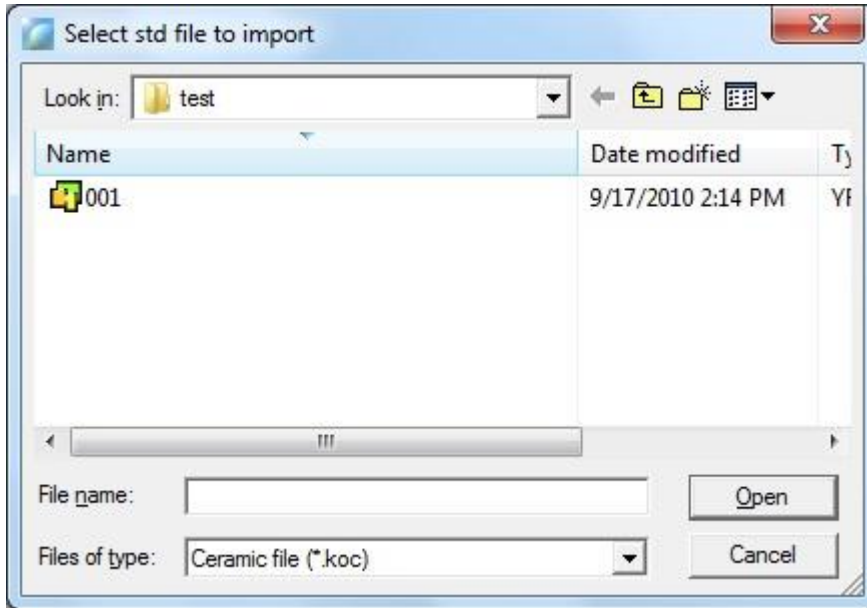 Select std file to import
Look in: test
Name Date modified Ty
001 9/17/2010 2:14 PM
File name: Open
Files of type: Ceramic file (*.koc) Cancel